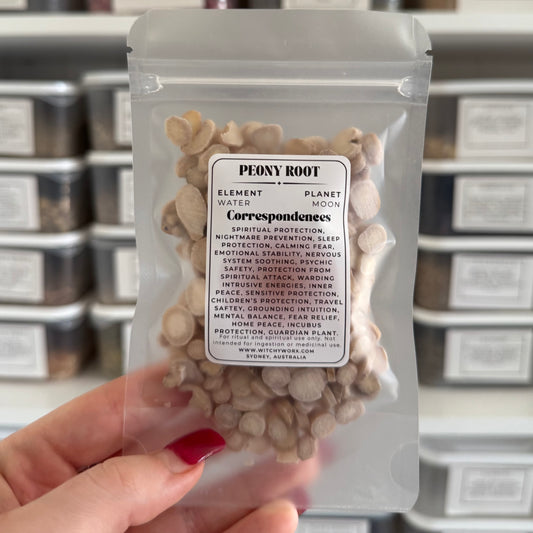 PEONY ROOT
ELEMENT PLANET
WATER MOON
Correspondences
SPIRITUAL PROTECTION,
NIGHTMARE PREVENTION, SLEEP
PROTECTION, CALMING FEAR,
EMOTIONAL STABILITY, NERVOUS
SYSTEM SOOTHING, PSYCHIC
SAFETY, PROTECTION FROM
SPIRITUAL ATTACK, WARDING
INTRUSIVE ENERGIES, INNER
PEACE, SENSITIVE PROTECTION,
CHILDREN'S PROTECTION, TRAVEL
SAFTEY, GROUNDING INTUITION,
MENTAL BALANCE, FEAR RELIEF,
HOME PEACE, INCUBUS
PROTECTION, GUARDIAN PLANT.
For ritual and spiritual use only. Not
intended for ingestion or medicinal use.
WWW.WITCHYWORX.COM
SYDNEY, AUSTRALIA